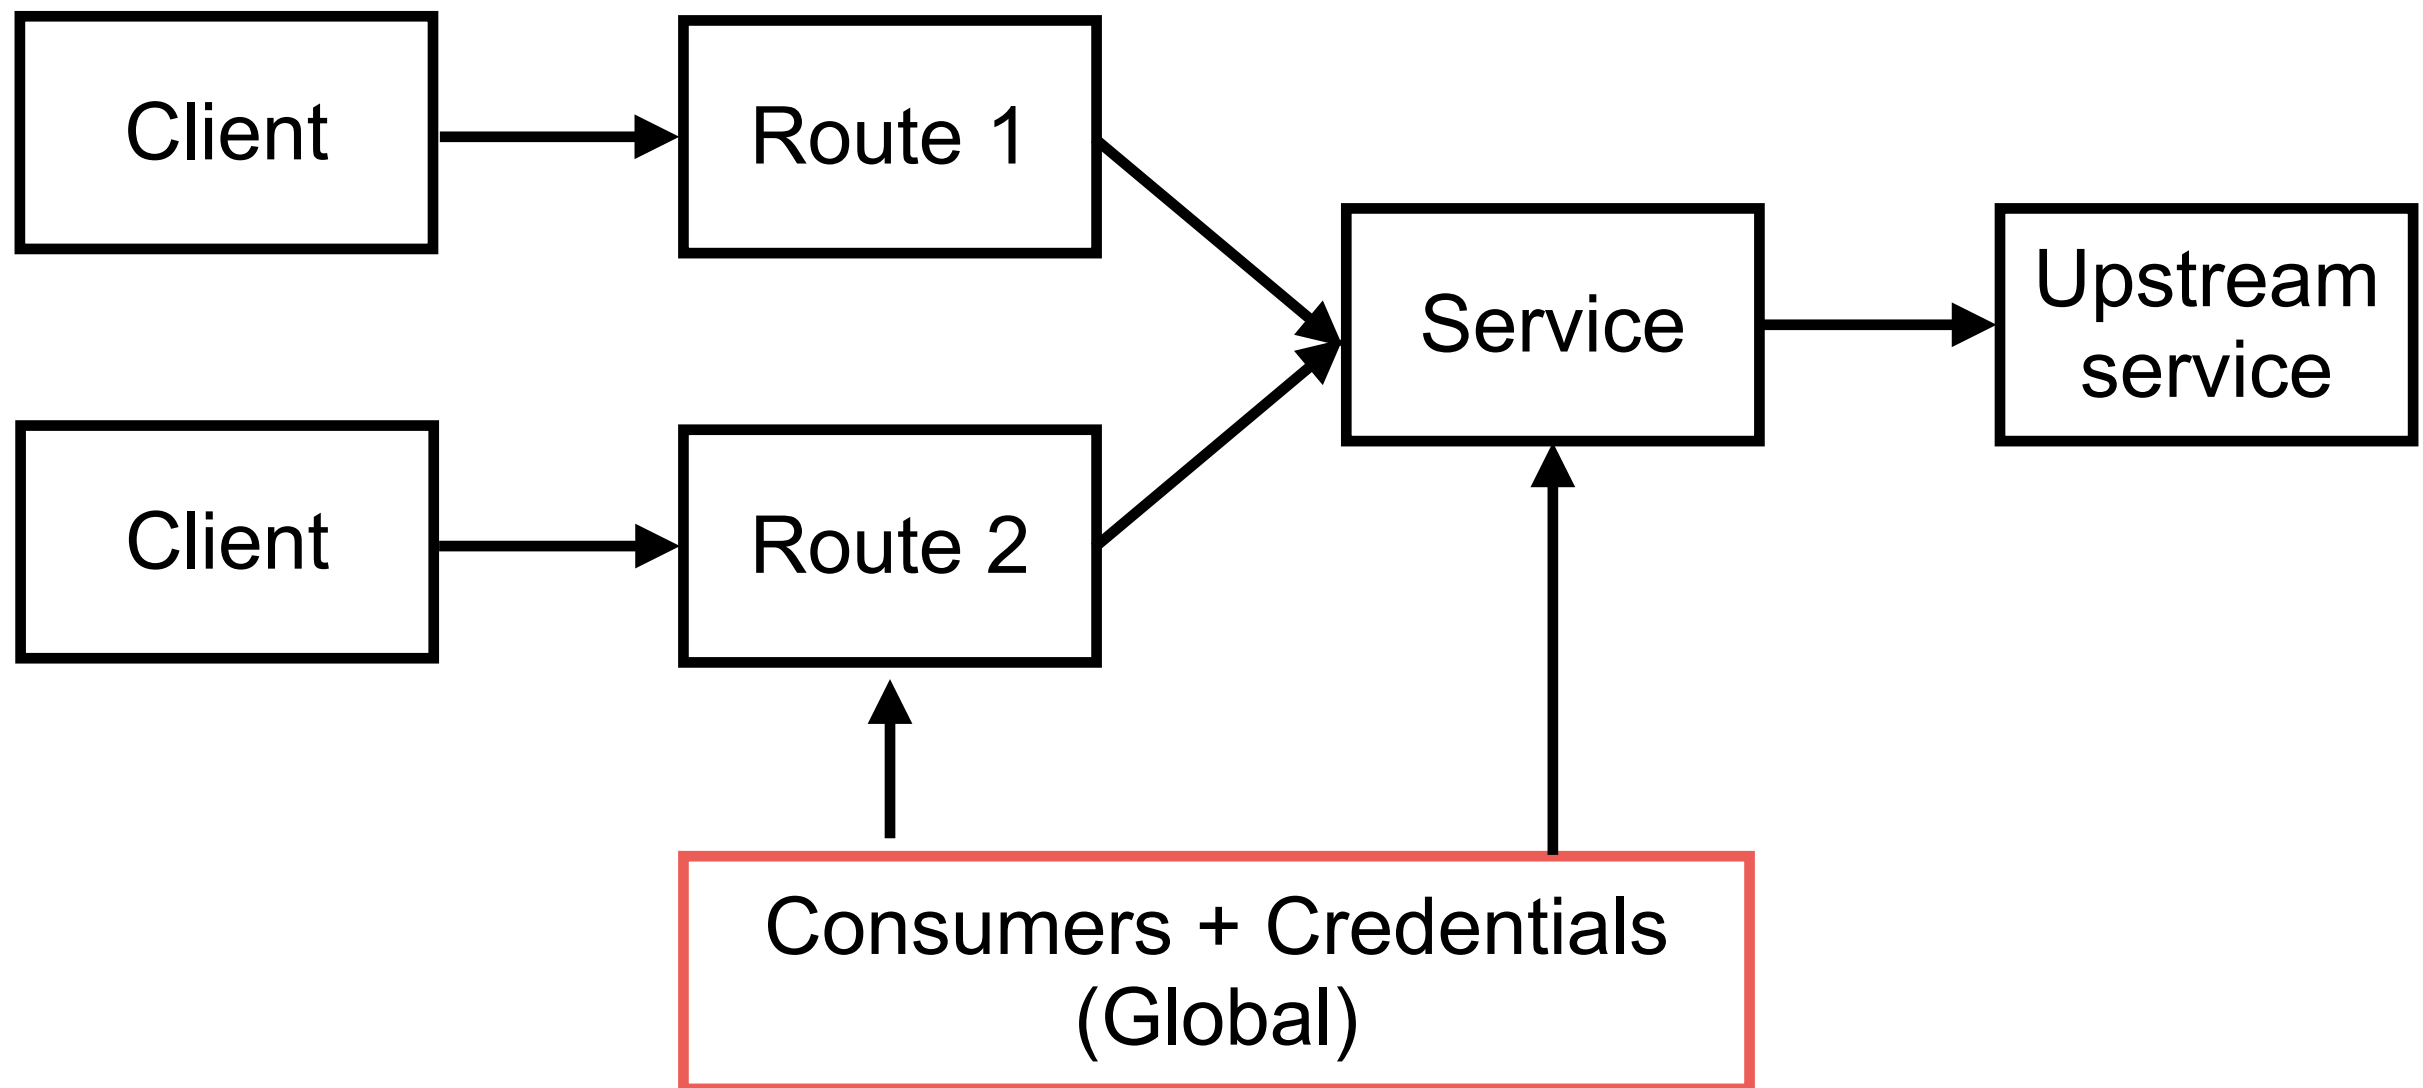 Client
Route 1
Service
Upstream
service
Client
Route 2
Consumers + Credentials
(Global)